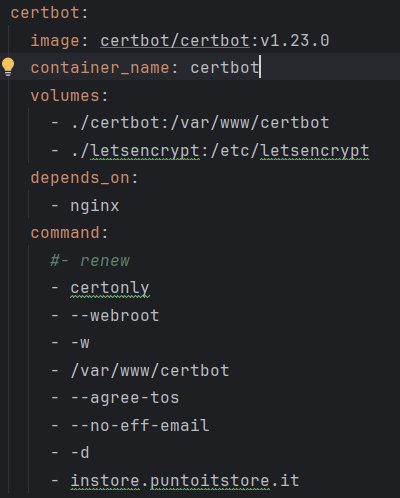 certbot:
image: certbot/certbot:v1.23.0
container_name: certbot
volumes:
- ./certbot:/var/www/certbot
- ./letsencrypt:/etc/letsencrypt
depends_on:
- nginx
command:
#- renew
- certonly
- --webroot
- -w
- /var/www/certbot
- --agree-tos
- --no-eff-email
- -d
- instore.puntoitstore.it